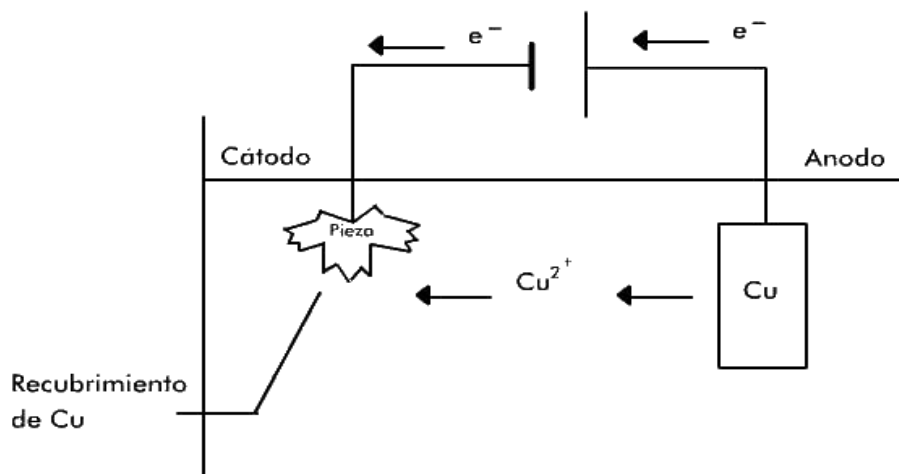 e⁻
e⁻
Cátodo
Anodo
Pieza
Cu²⁺
Cu
Recubrimiento
de Cu